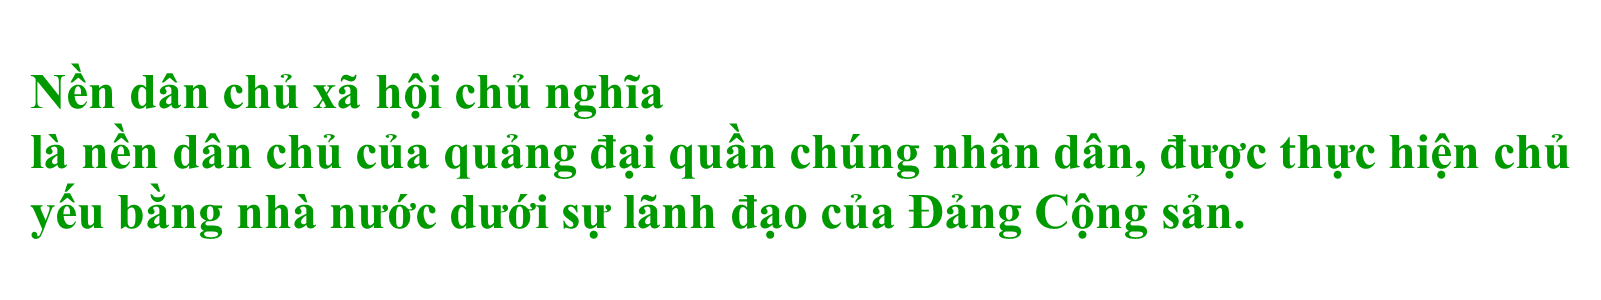 Nền dân chủ xã hội chủ nghĩa
là nền dân chủ của quảng đại quần chúng nhân dân, được thực hiện chủ
yếu bằng nhà nước dưới sự lãnh đạo của Đảng Cộng sản.